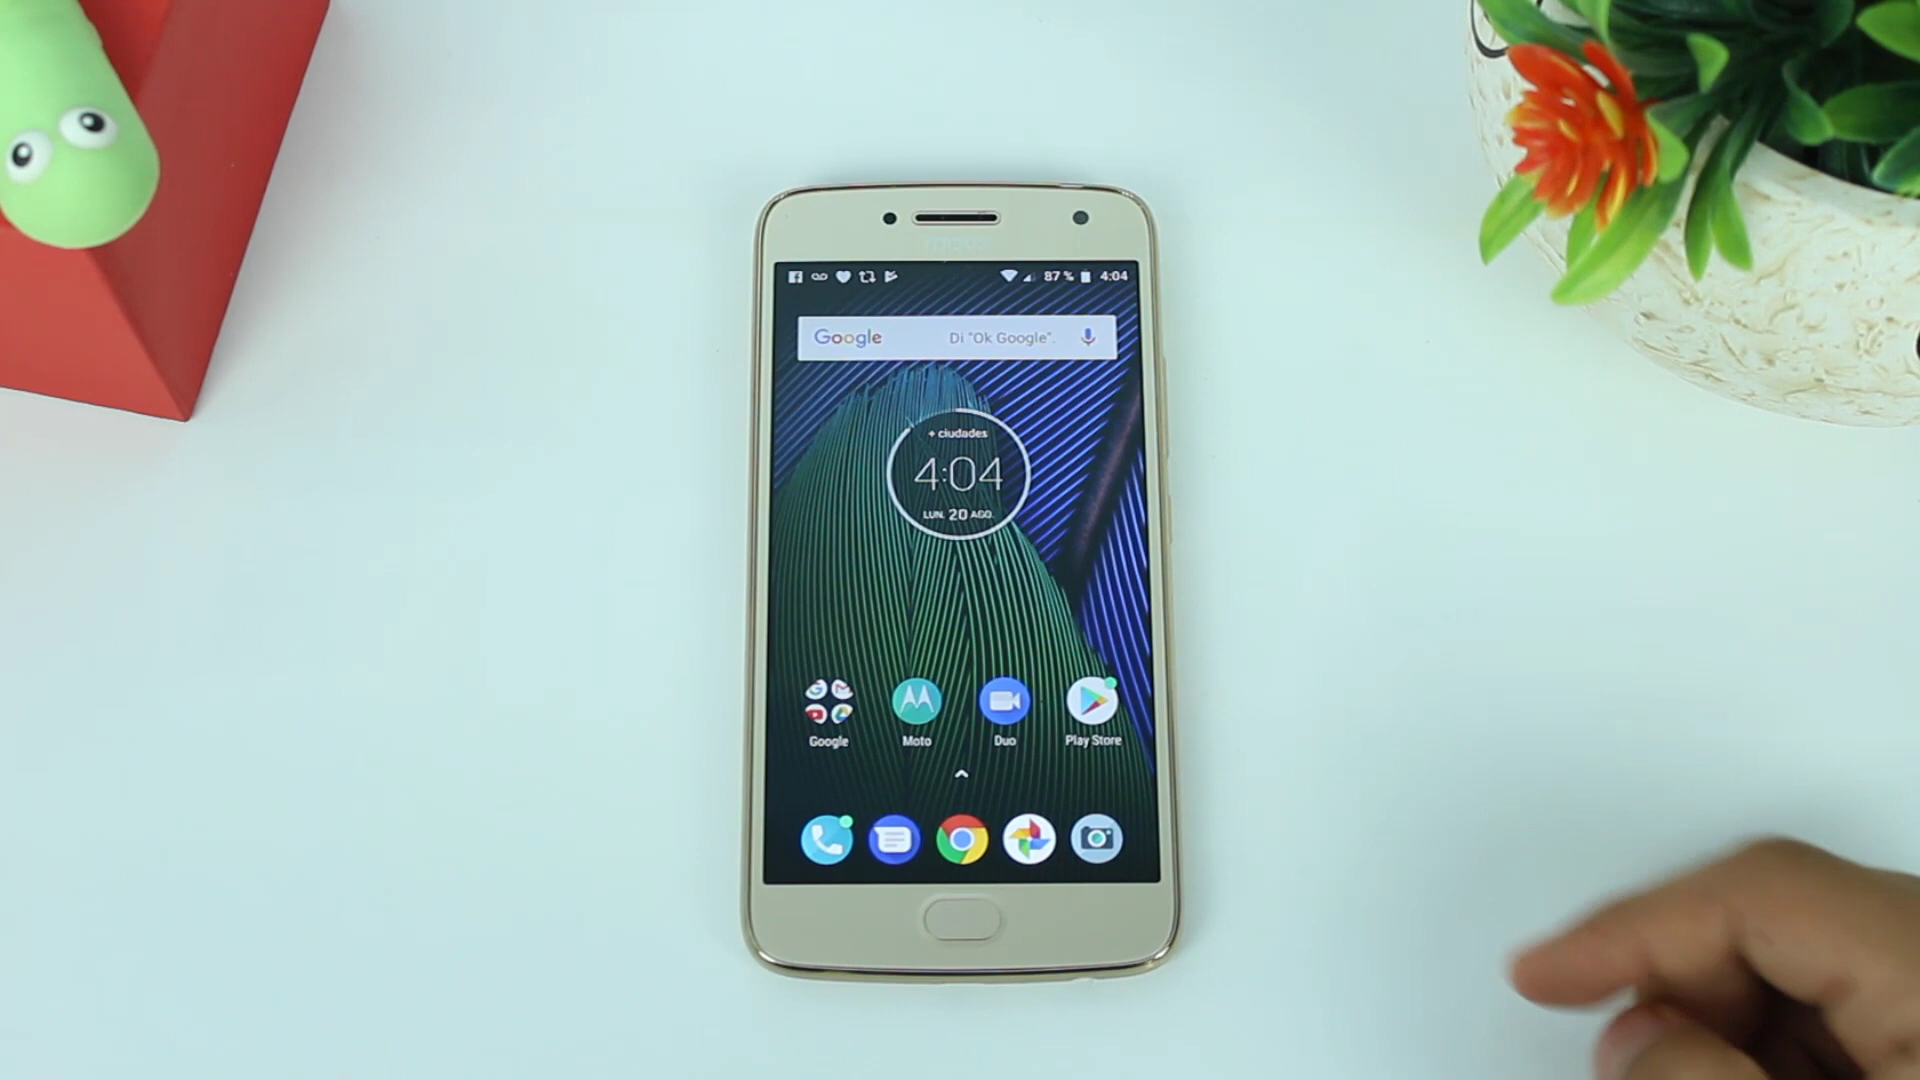 87 % 4:04
Google Di "Ok Google".
+ ciudades
4:04
LUN. 20 AGO.
Google Moto Duo Play Store